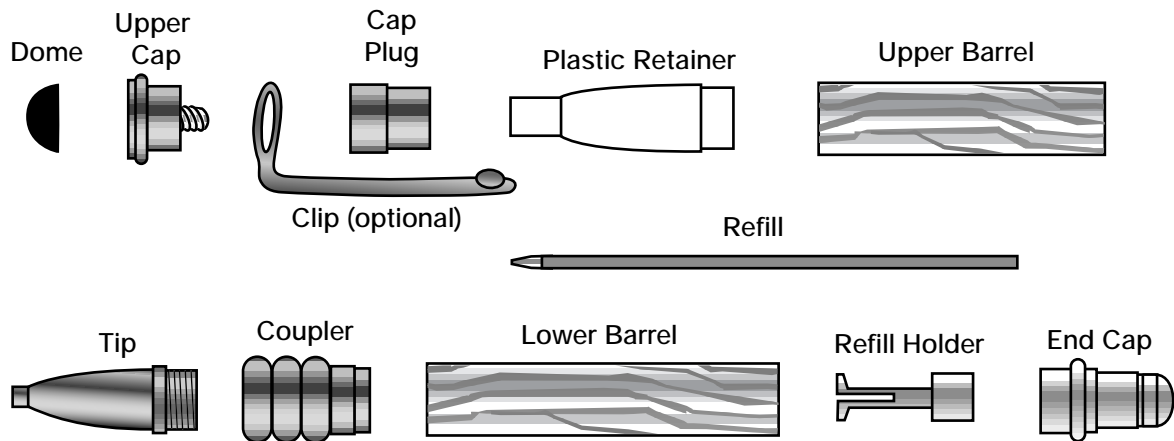 Dome
Upper
Cap
Cap
Plug
Plastic Retainer
Upper Barrel
Clip (optional)
Refill
Tip
Coupler
Lower Barrel
Refill Holder
End Cap